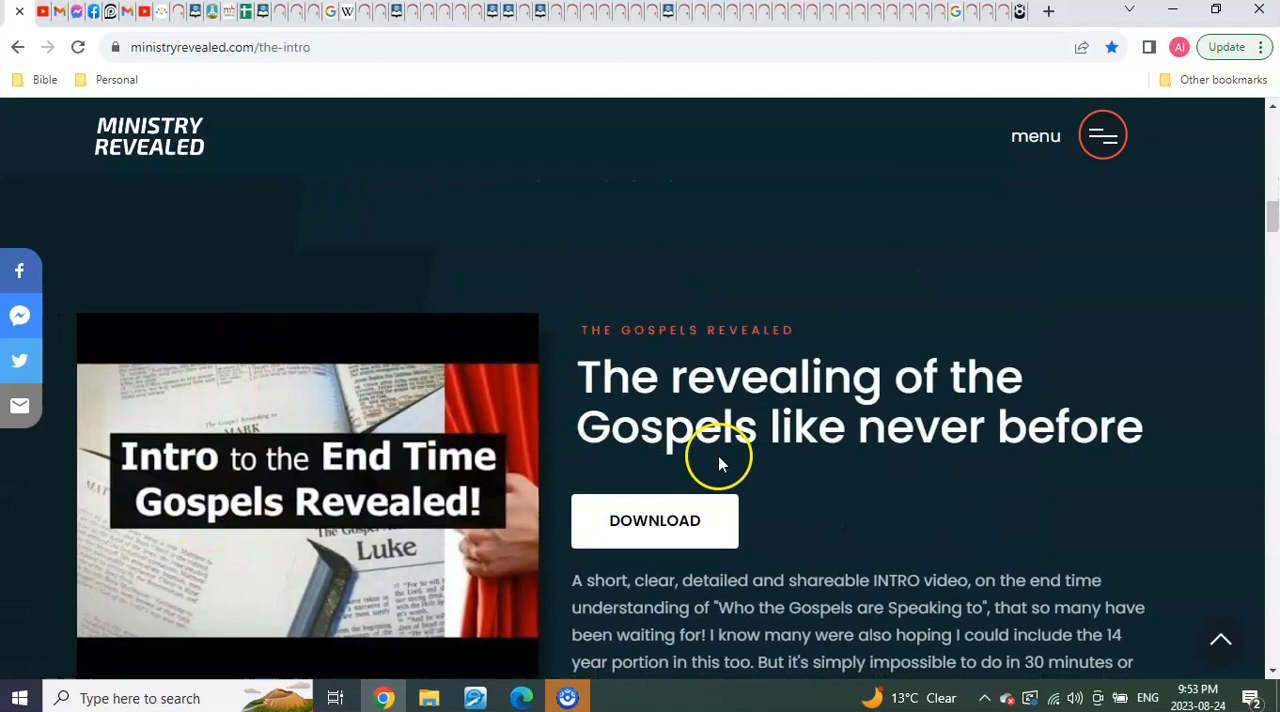 ministryrevealed.com/the-intro
Update
Bible
Personal
Other bookmarks
MINISTRY
REVEALED
menu
THE GOSPELS REVEALED
The revealing of the
Gospels like never before
DOWNLOAD
A short, clear, detailed and shareable INTRO video, on the end time
understanding of "Who the Gospels are Speaking to", that so many have
been waiting for! I know many were also hoping I could include the 14
year portion in this too. But it's simply impossible to do in 30 minutes or
MARK
Intro to the End Time
Gospels Revealed!
Luke
Type here to search
13°C Clear
ENG
9:53 PM
2023-08-24
2